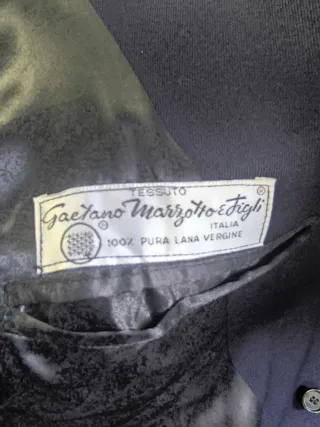 TESSUTO ®
Gaetano Marzotto & Figli
® ITALIA
100% PURA LANA VERGINE